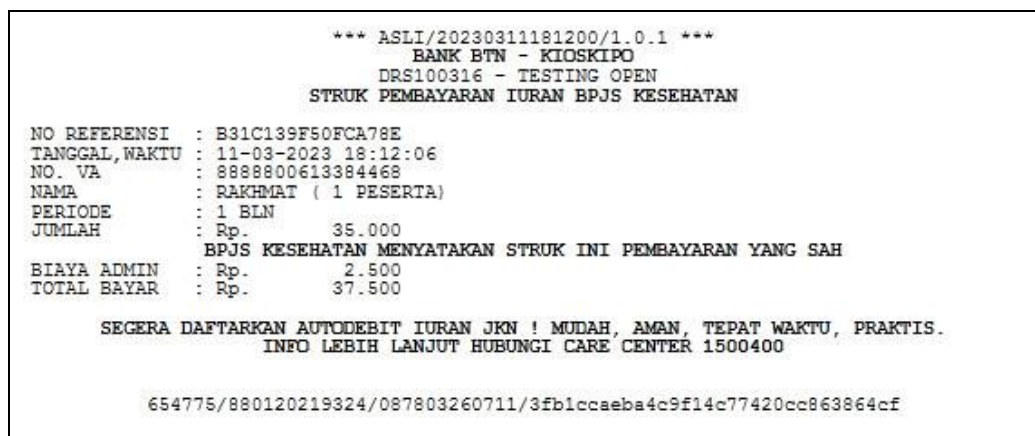 *** ASLI/20230311181200/1.0.1 ***
BANK BTN - KIOSKIPO
DRS100316 - TESTING OPEN
STRUK PEMBAYARAN IURAN BPJS KESEHATAN
NO REFERENSI : B31C139F50FCA78E
TANGGAL,WAKTU : 11-03-2023 18:12:06
NO. VA : 8888800613384468
NAMA : RAKHMAT ( 1 PESERTA)
PERIODE : 1 BLN
JUMLAH : Rp. 35.000
BPJS KESEHATAN MENYATAKAN STRUK INI PEMBAYARAN YANG SAH
BIAYA ADMIN : Rp. 2.500
TOTAL BAYAR : Rp. 37.500
SEGERA DAFTARKAN AUTODEBIT IURAN JKN ! MUDAH, AMAN, TEPAT WAKTU, PRAKTIS.
INFO LEBIH LANJUT HUBUNGI CARE CENTER 1500400
654775/880120219324/087803260711/3fb1ccaeba4c9f14c77420cc863864cf